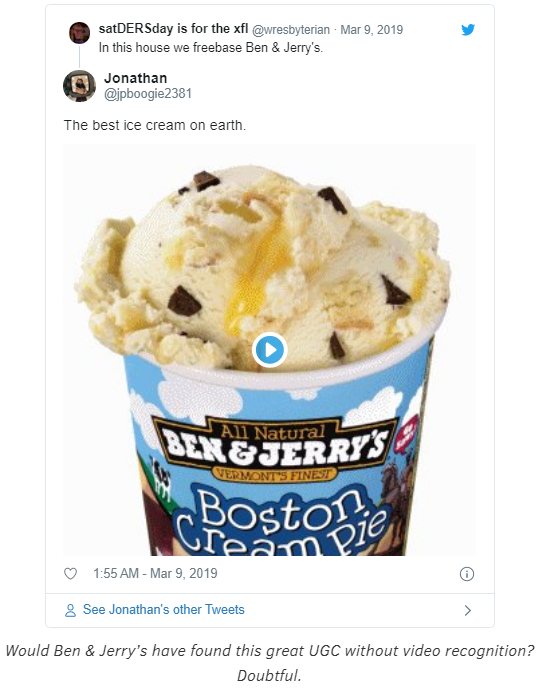 satDERSday is for the xfl @wresbyterian · Mar 9, 2019
In this house we freebase Ben & Jerry's.
Jonathan
@jpboogie2381
The best ice cream on earth.
All Natural
BEN & JERRY'S
VERMONT'S FINEST
Boston
Cream Pie
1:55 AM - Mar 9, 2019
See Jonathan's other Tweets
Would Ben & Jerry's have found this great UGC without video recognition?
Doubtful.